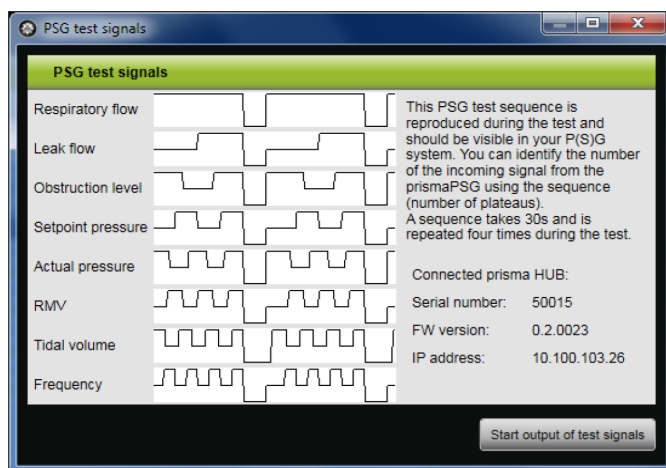 PSG test signals
PSG test signals
Respiratory flow
Leak flow
Obstruction level
Setpoint pressure
Actual pressure
RMV
Tidal volume
Frequency
This PSG test sequence is
reproduced during the test and
should be visible in your P(S)G
system. You can identify the number
of the incoming signal from the
prismaPSG using the sequence
(number of plateaus).
A sequence takes 30s and is
repeated four times during the test.
Connected prisma HUB:
Serial number: 50015
FW version: 0.2.0023
IP address: 10.100.103.26
Start output of test signals